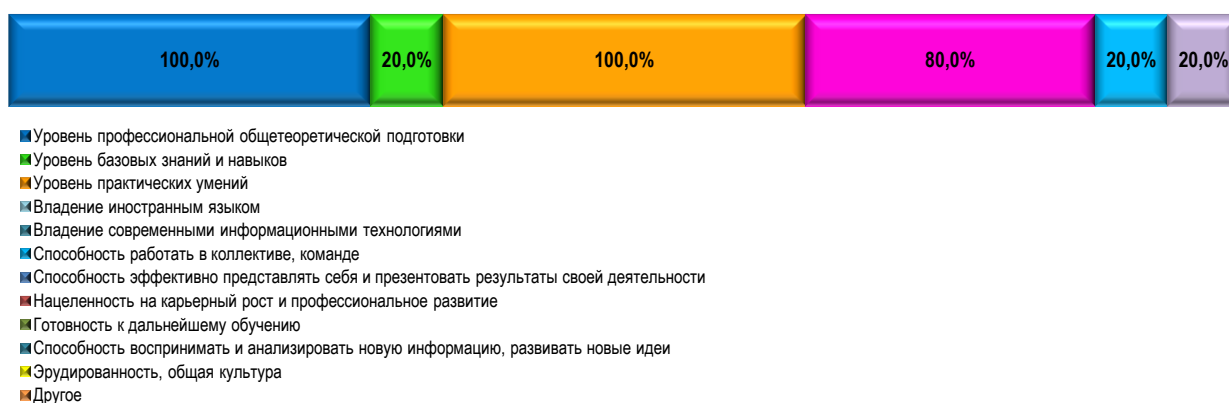 100,0% 20,0% 100,0% 80,0% 20,0% 20,0%
Уровень профессиональной общетеоретической подготовки
Уровень базовых знаний и навыков
Уровень практических умений
Владение иностранным языком
Владение современными информационными технологиями
Способность работать в коллективе, команде
Способность эффективно представлять себя и презентовать результаты своей деятельности
Нацеленность на карьерный рост и профессиональное развитие
Готовность к дальнейшему обучению
Способность воспринимать и анализировать новую информацию, развивать новые идеи
Эрудированность, общая культура
Другое